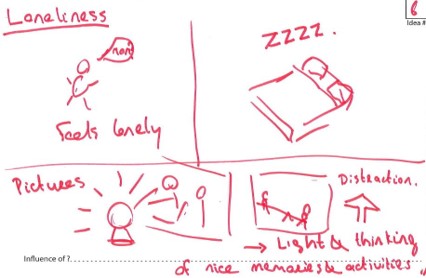 6
Idea #
Loneliness
mom
ZZZZ.
Feels lonely
Pictures
Distraction.
→ Light & thinking
of nice memories & activities
Influence of ?